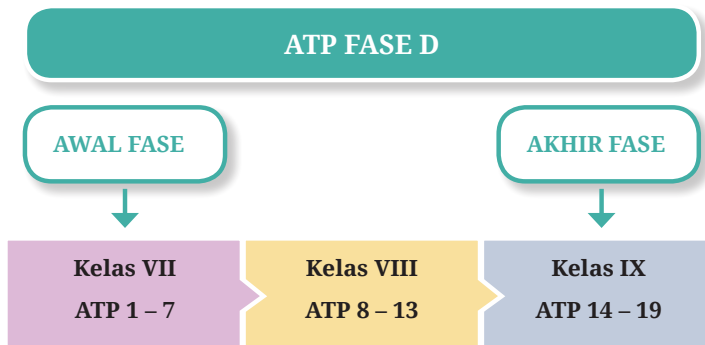 ATP FASE D
AWAL FASE
AKHIR FASE
Kelas VII
ATP 1 – 7
Kelas VIII
ATP 8 – 13
Kelas IX
ATP 14 – 19